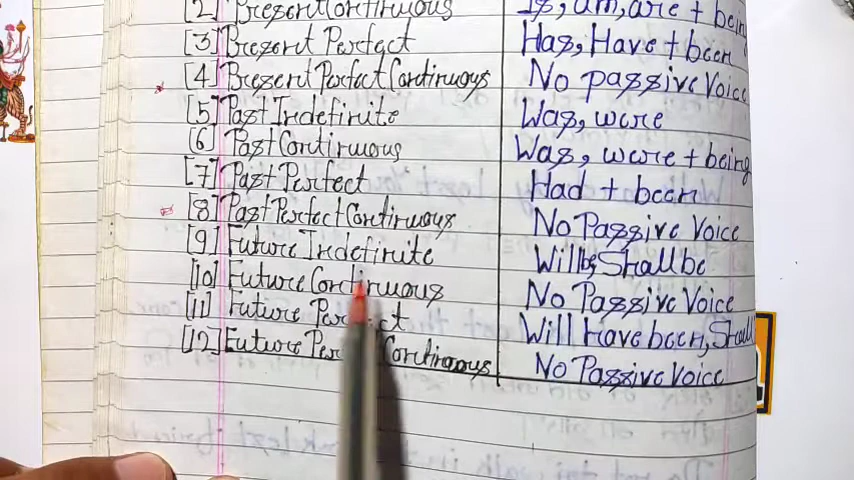 [2] Present Continuous Is, am, are + being
[3] Present Perfect Has, Have + been
[4] Present Perfect Continuous No passive Voice
[5] Past Indefinite Was, were
[6] Past Continuous Was, were + being
[7] Past Perfect Had + been
[8] Past Perfect Continuous No Passive Voice
[9] Future Indefinite Will be, Shall be
[10] Future Continuous No Passive Voice
[11] Future Perfect Will Have been, Shall
[12] Future Perfect Continuous No Passive Voice